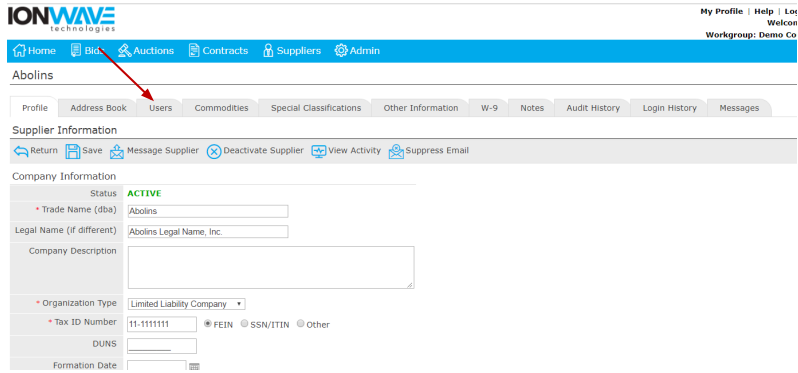 IONWAVE
technologies
My Profile | Help | Log
Welcom
Workgroup: Demo Co
Home Bids Auctions Contracts Suppliers Admin
Abolins
Profile Address Book Users Commodities Special Classifications Other Information W-9 Notes Audit History Login History Messages
Supplier Information
Return Save Message Supplier Deactivate Supplier View Activity Suppress Email
Company Information
Status ACTIVE
* Trade Name (dba) Abolins
Legal Name (if different) Abolins Legal Name, Inc.
Company Description
* Organization Type Limited Liability Company
* Tax ID Number 11-1111111 FEIN SSN/ITIN Other
DUNS _________
Formation Date